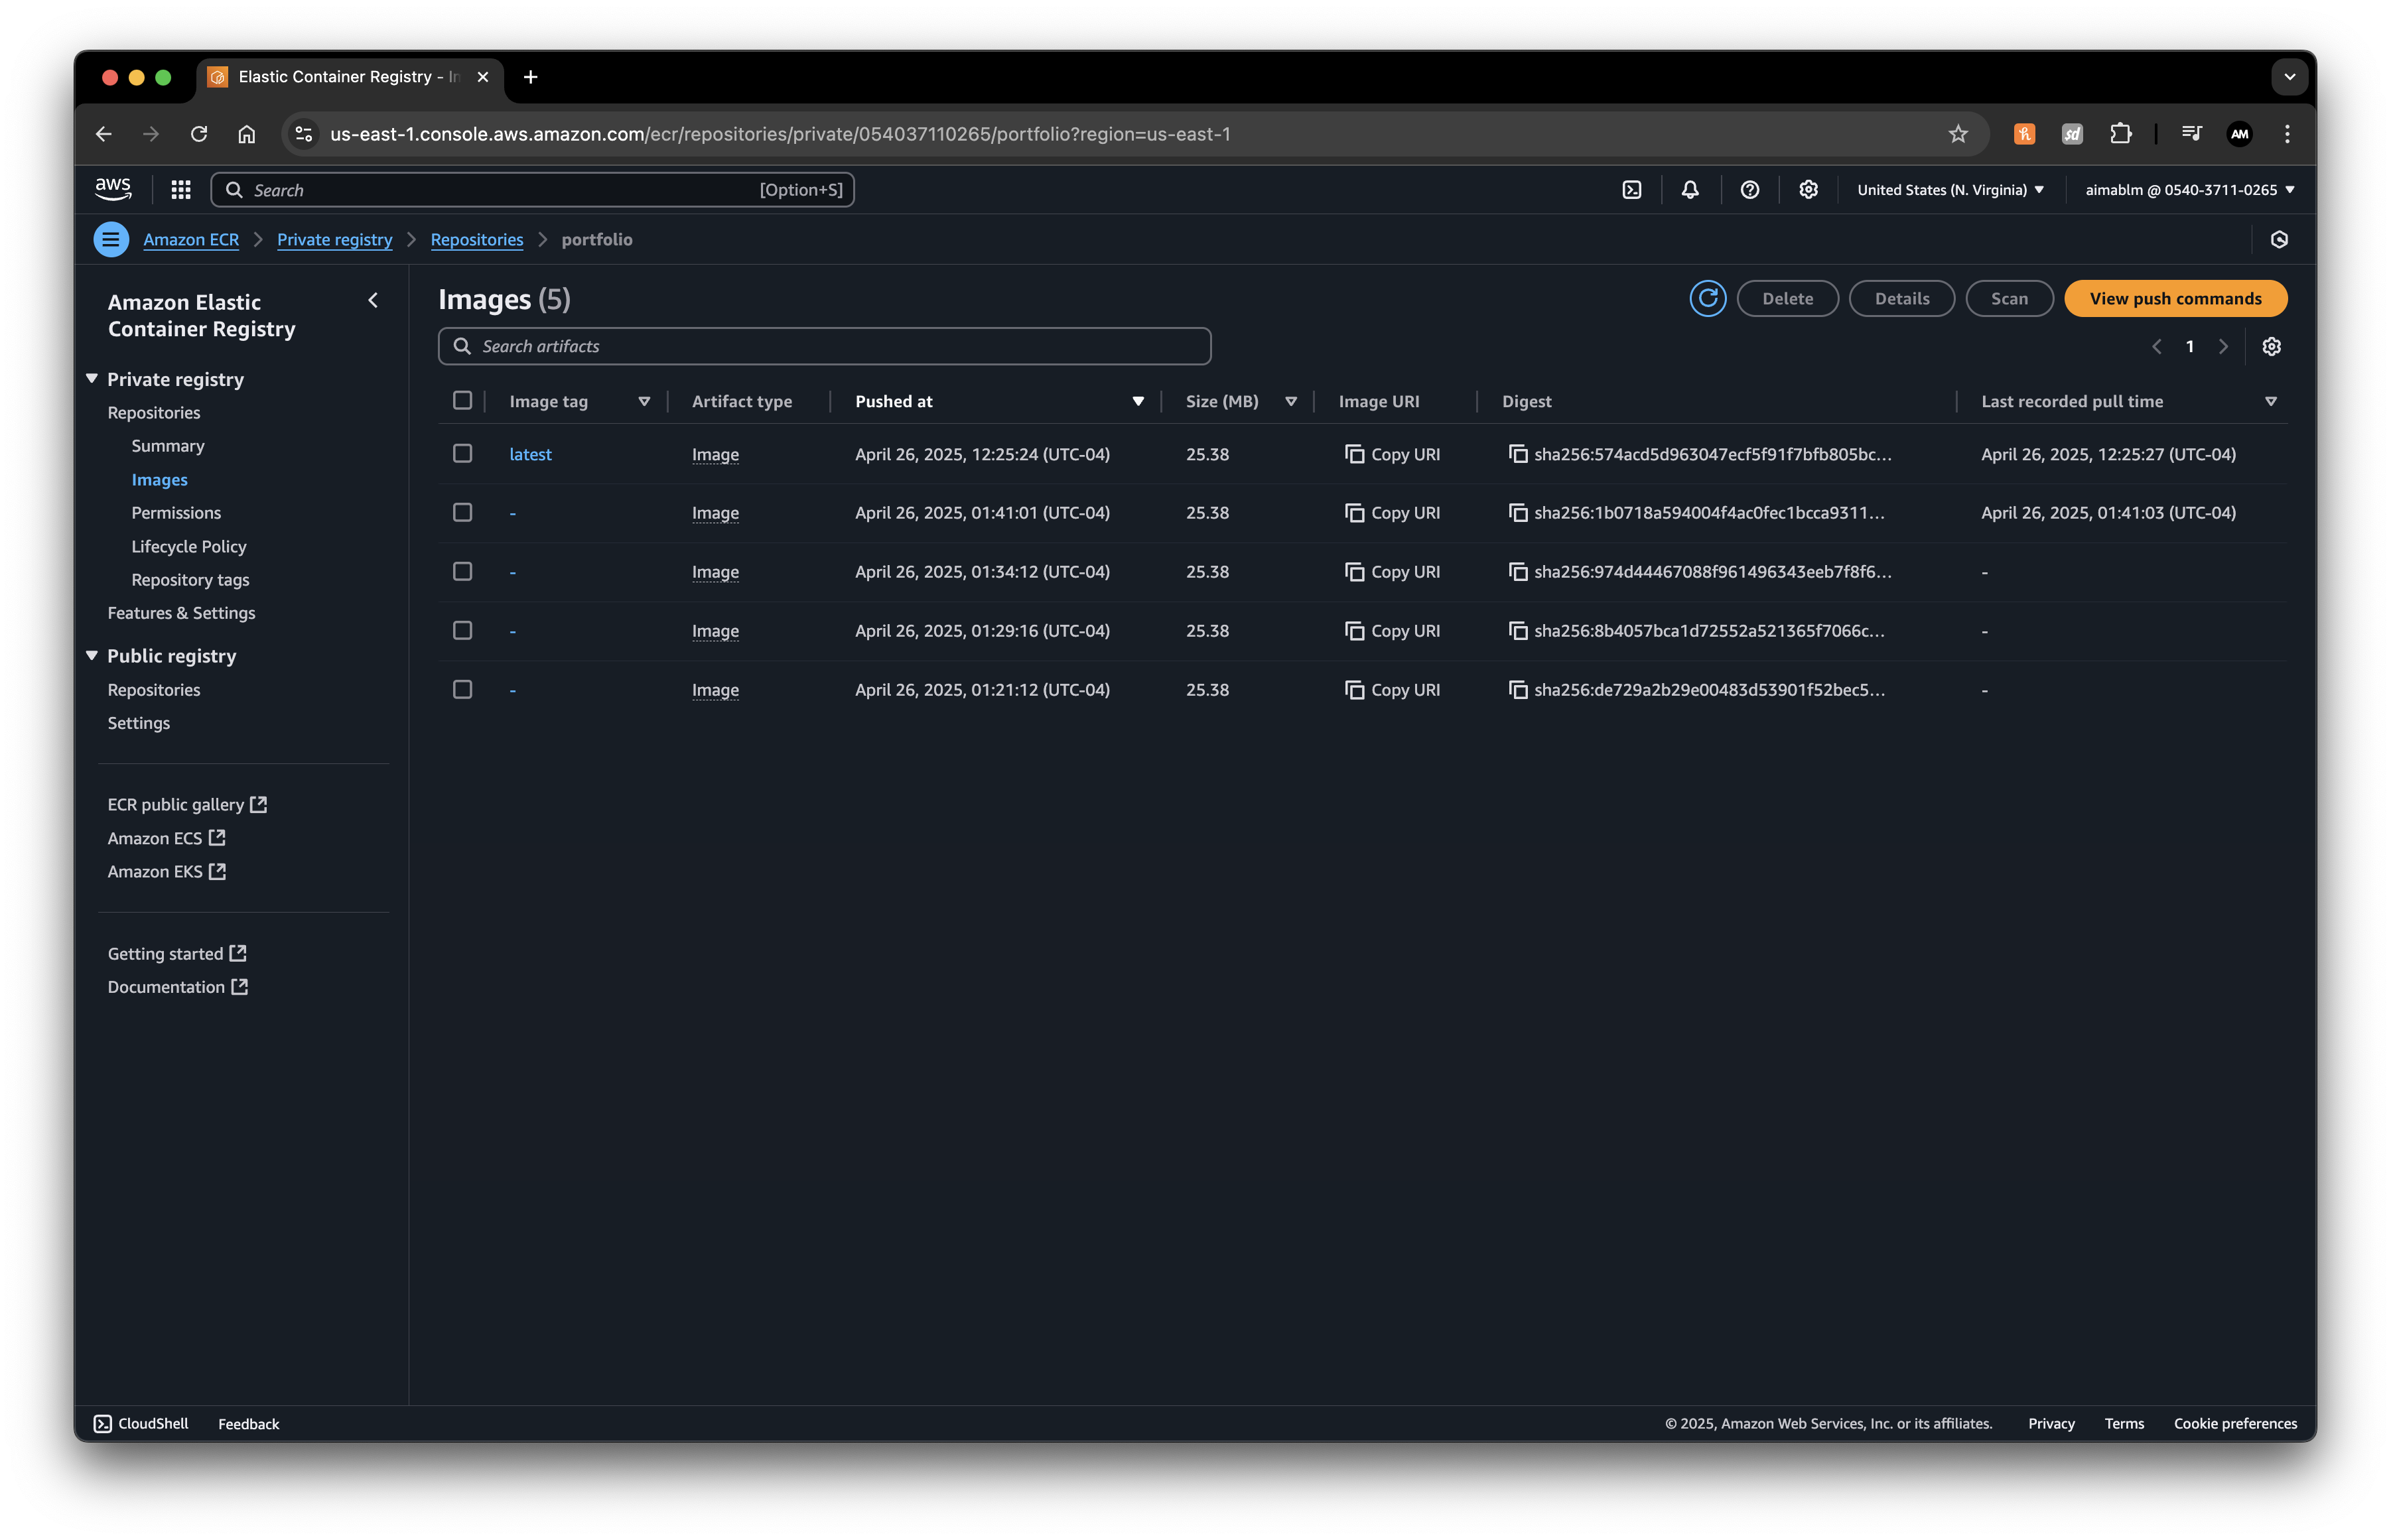 Elastic Container Registry - In
us-east-1.console.aws.amazon.com/ecr/repositories/private/054037110265/portfolio?region=us-east-1
AM
aws
Search
[Option+S]
United States (N. Virginia)
aimablm @ 0540-3711-0265
Amazon ECR
Private registry
Repositories
portfolio
Amazon Elastic
Container Registry
Private registry
Repositories
Summary
Images
Permissions
Lifecycle Policy
Repository tags
Features & Settings
Public registry
Repositories
Settings
ECR public gallery
Amazon ECS
Amazon EKS
Getting started
Documentation
Images (5)
Delete
Details
Scan
View push commands
Search artifacts
1
Image tag Artifact type Pushed at Size (MB) Image URI Digest Last recorded pull time
latest Image April 26, 2025, 12:25:24 (UTC-04) 25.38 Copy URI sha256:574acd5d963047ecf5f91f7bfb805bc... April 26, 2025, 12:25:27 (UTC-04)
- Image April 26, 2025, 01:41:01 (UTC-04) 25.38 Copy URI sha256:1b0718a594004f4ac0fec1bcca9311... April 26, 2025, 01:41:03 (UTC-04)
- Image April 26, 2025, 01:34:12 (UTC-04) 25.38 Copy URI sha256:974d44467088f961496343eeb7f8f6... -
- Image April 26, 2025, 01:29:16 (UTC-04) 25.38 Copy URI sha256:8b4057bca1d72552a521365f7066c... -
- Image April 26, 2025, 01:21:12 (UTC-04) 25.38 Copy URI sha256:de729a2b29e00483d53901f52bec5... -
CloudShell
Feedback
© 2025, Amazon Web Services, Inc. or its affiliates.
Privacy
Terms
Cookie preferences